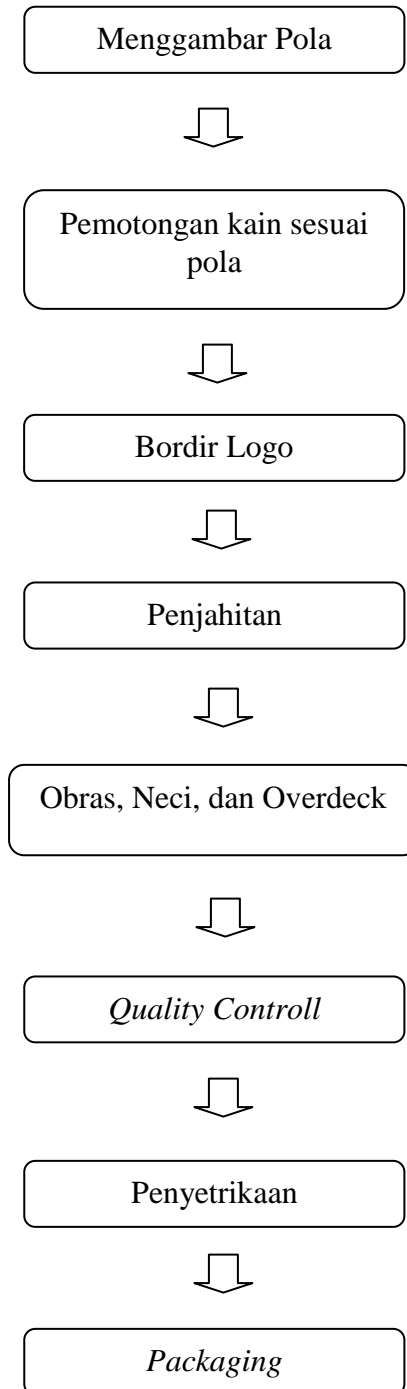 Menggambar Pola
Pemotongan kain sesuai
pola
Bordir Logo
Penjahitan
Obras, Neci, dan Overdeck
Quality Controll
Penyetrikaan
Packaging